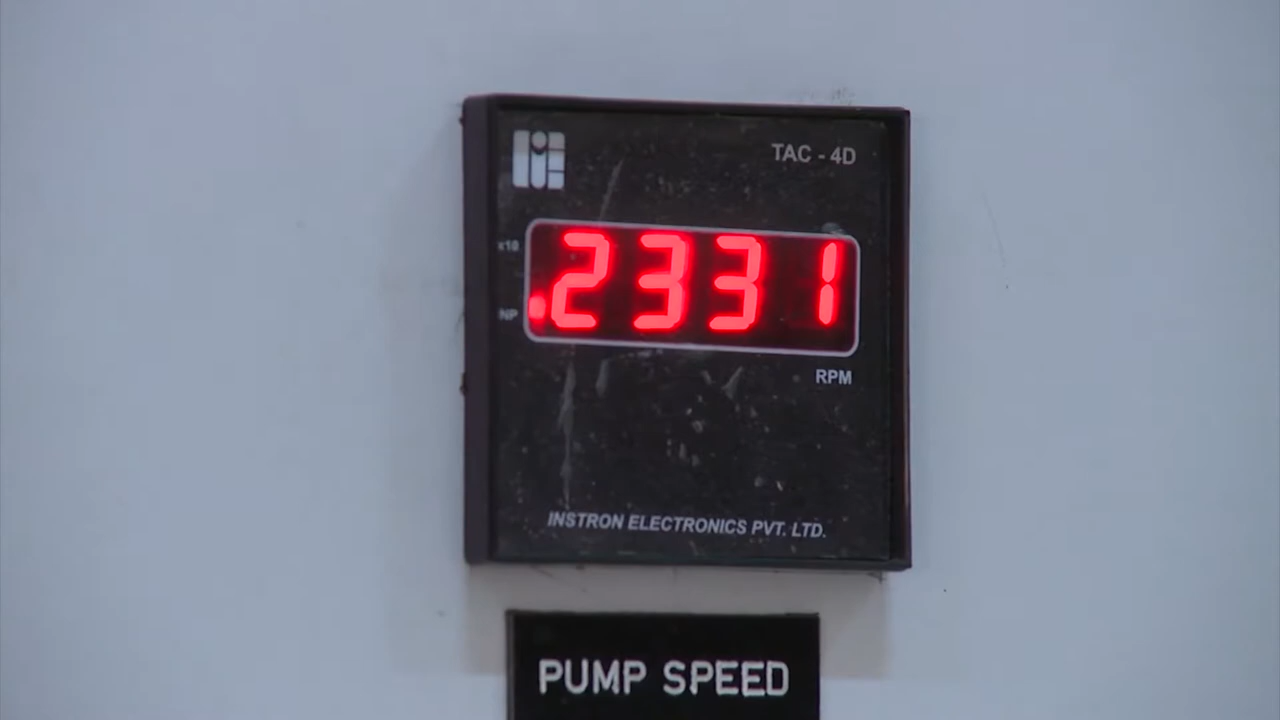 TAC - 4D
x10
.2331
NP
RPM
INSTRON ELECTRONICS PVT. LTD.
PUMP SPEED